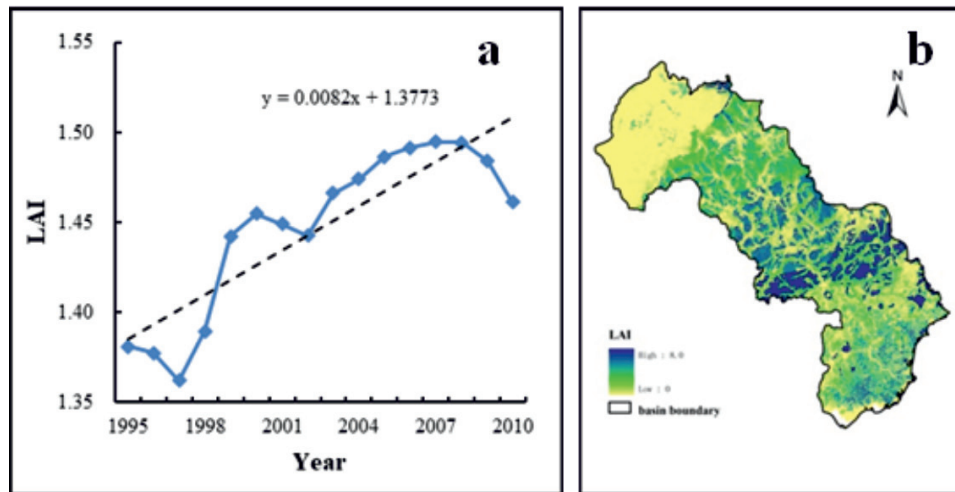 a
1.55
y = 0.0082x + 1.3773
1.50
1.45
LAI
1.40
1.35
1995 1998 2001 2004 2007 2010
Year
b
N
LAI
High : 8.0
Low : 0
basin boundary